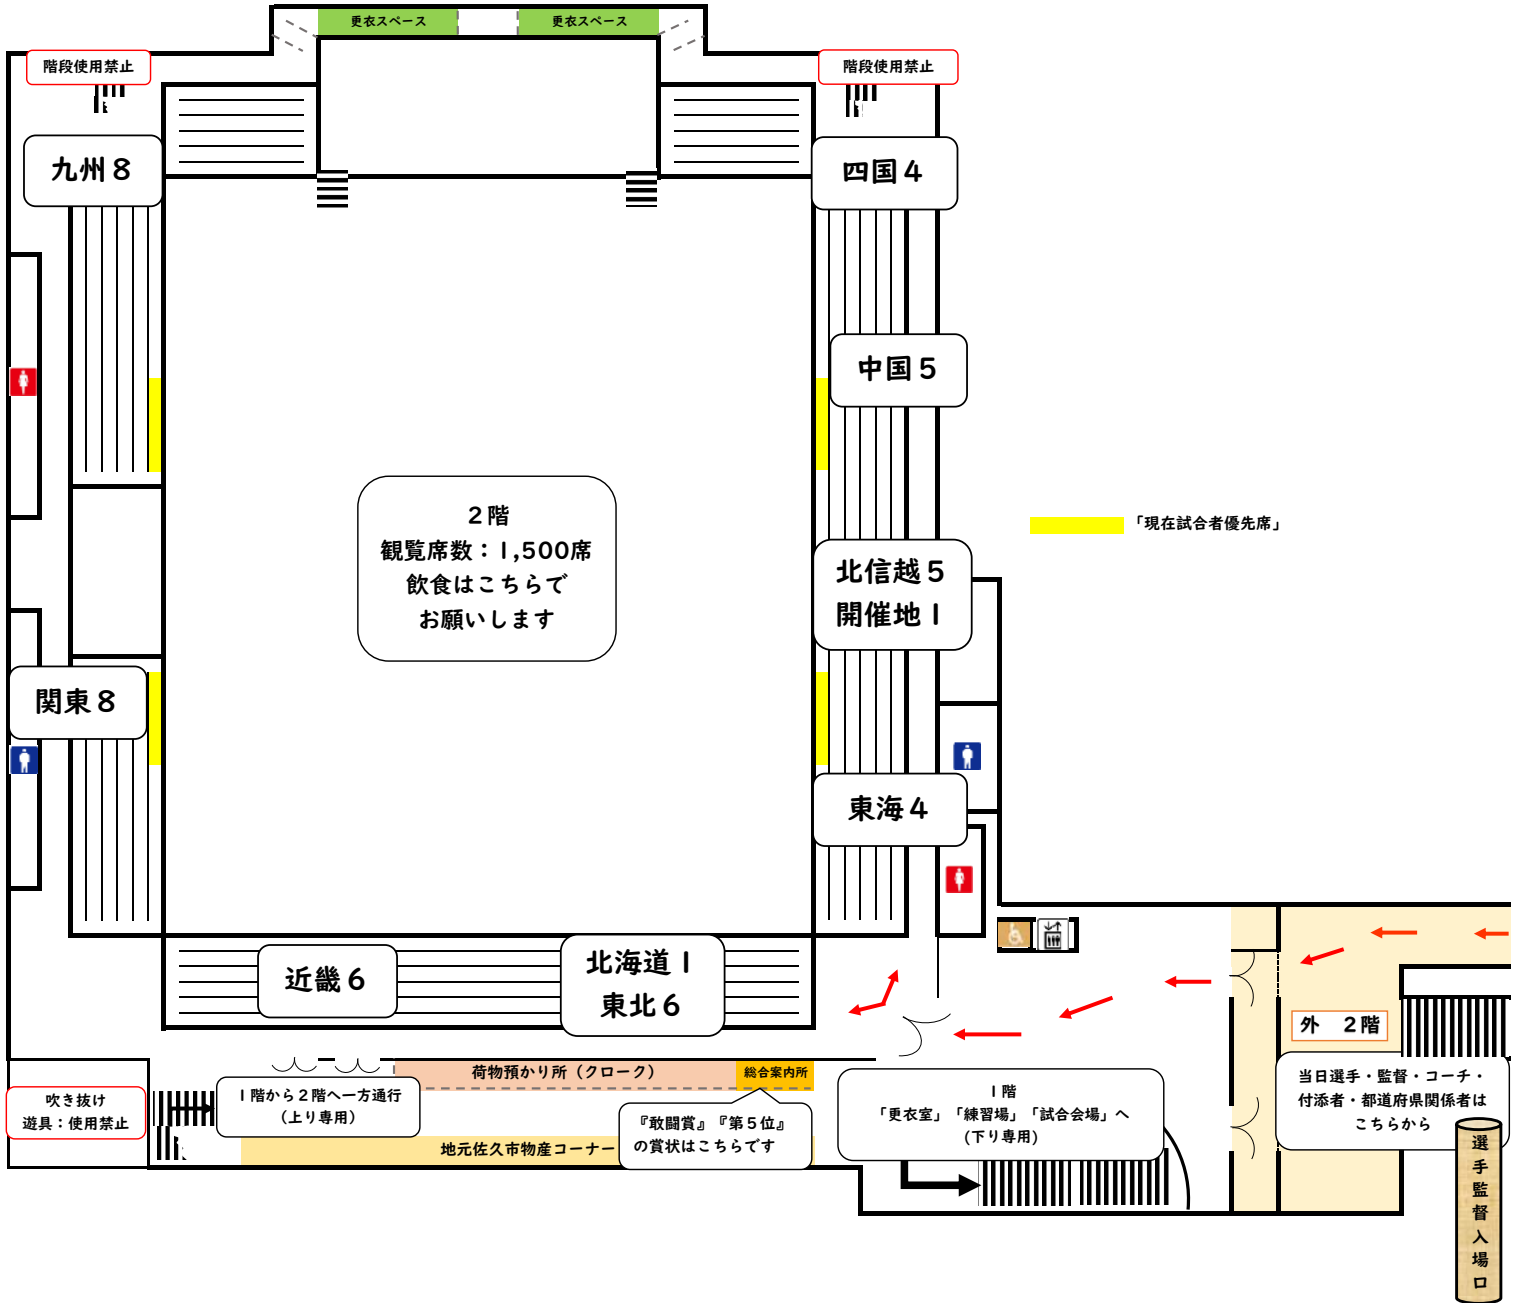 更衣スペース
更衣スペース
階段使用禁止
階段使用禁止
九州８
四国４
中国５
２階
観覧席数：１,５００席
飲食はこちらで
お願いします
「現在試合者優先席」
北信越５
開催地１
関東８
東海４
近畿６
北海道１
東北６
外　２階
荷物預かり所（クローク）
総合案内所
吹き抜け
遊具：使用禁止
１階から２階へ一方通行
（上り専用）
『敢闘賞』『第５位』
の賞状はこちらです
地元佐久市物産コーナー
１階
「更衣室」「練習場」「試合会場」へ
（下り専用）
当日選手・監督・コーチ・
付添者・都道府県関係者は
こちらから
選手監督入場口